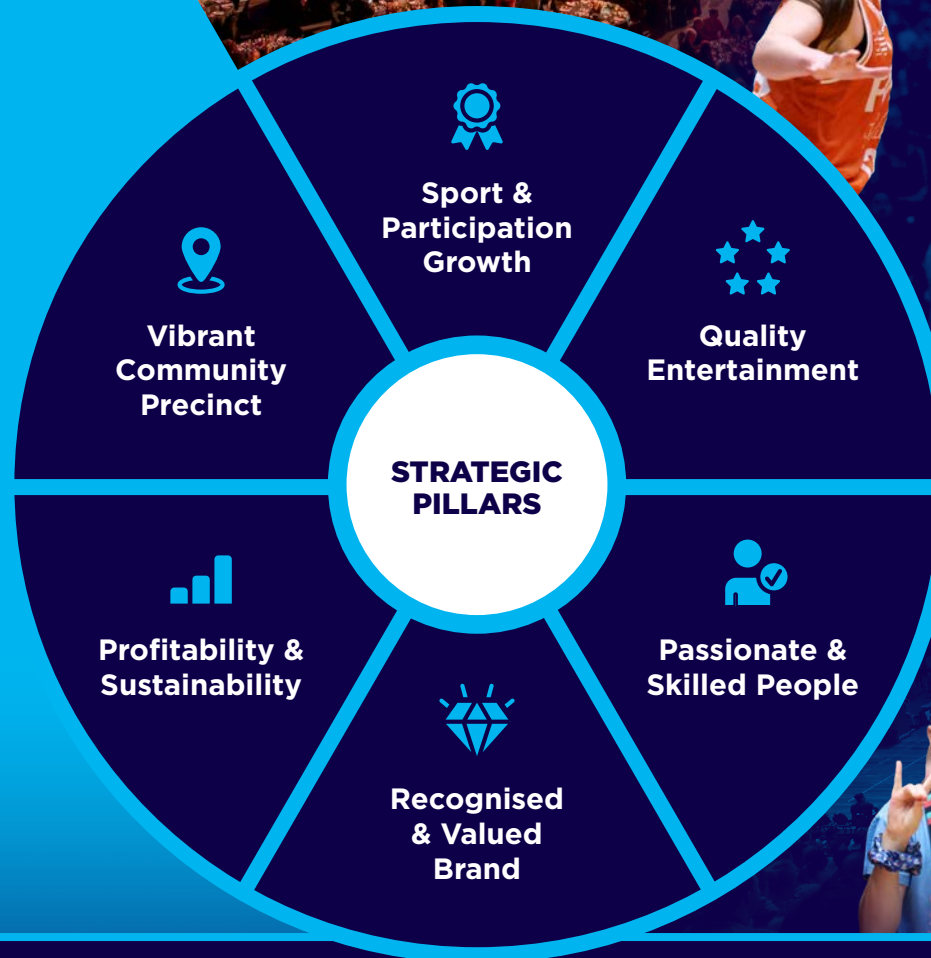 Sport &
Participation
Growth
Quality
Entertainment
Passionate &
Skilled People
Recognised
& Valued
Brand
Profitability &
Sustainability
Vibrant
Community
Precinct
STRATEGIC
PILLARS